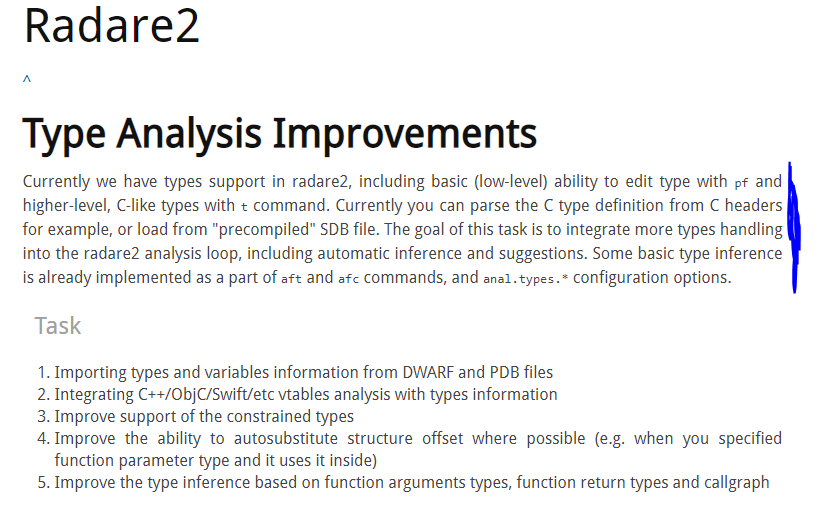 Radare2
^
Type Analysis Improvements
Currently we have types support in radare2, including basic (low-level) ability to edit type with pf and
higher-level, C-like types with t command. Currently you can parse the C type definition from C headers
for example, or load from "precompiled" SDB file. The goal of this task is to integrate more types handling
into the radare2 analysis loop, including automatic inference and suggestions. Some basic type inference
is already implemented as a part of aft and afc commands, and anal.types.* configuration options.
Task
1. Importing types and variables information from DWARF and PDB files
2. Integrating C++/ObjC/Swift/etc vtables analysis with types information
3. Improve support of the constrained types
4. Improve the ability to autosubstitute structure offset where possible (e.g. when you specified
function parameter type and it uses it inside)
5. Improve the type inference based on function arguments types, function return types and callgraph